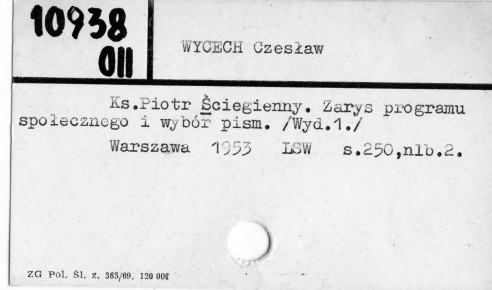 10938
OII
WYCECH Czesław
Ks.Piotr Ściegienny. Zarys programu
społecznego i wybór pism. /Wyd.1./
Warszawa 1953 LSW s.250,nlb.2.
ZG Pol. Śl. z. 365/69. 120 000